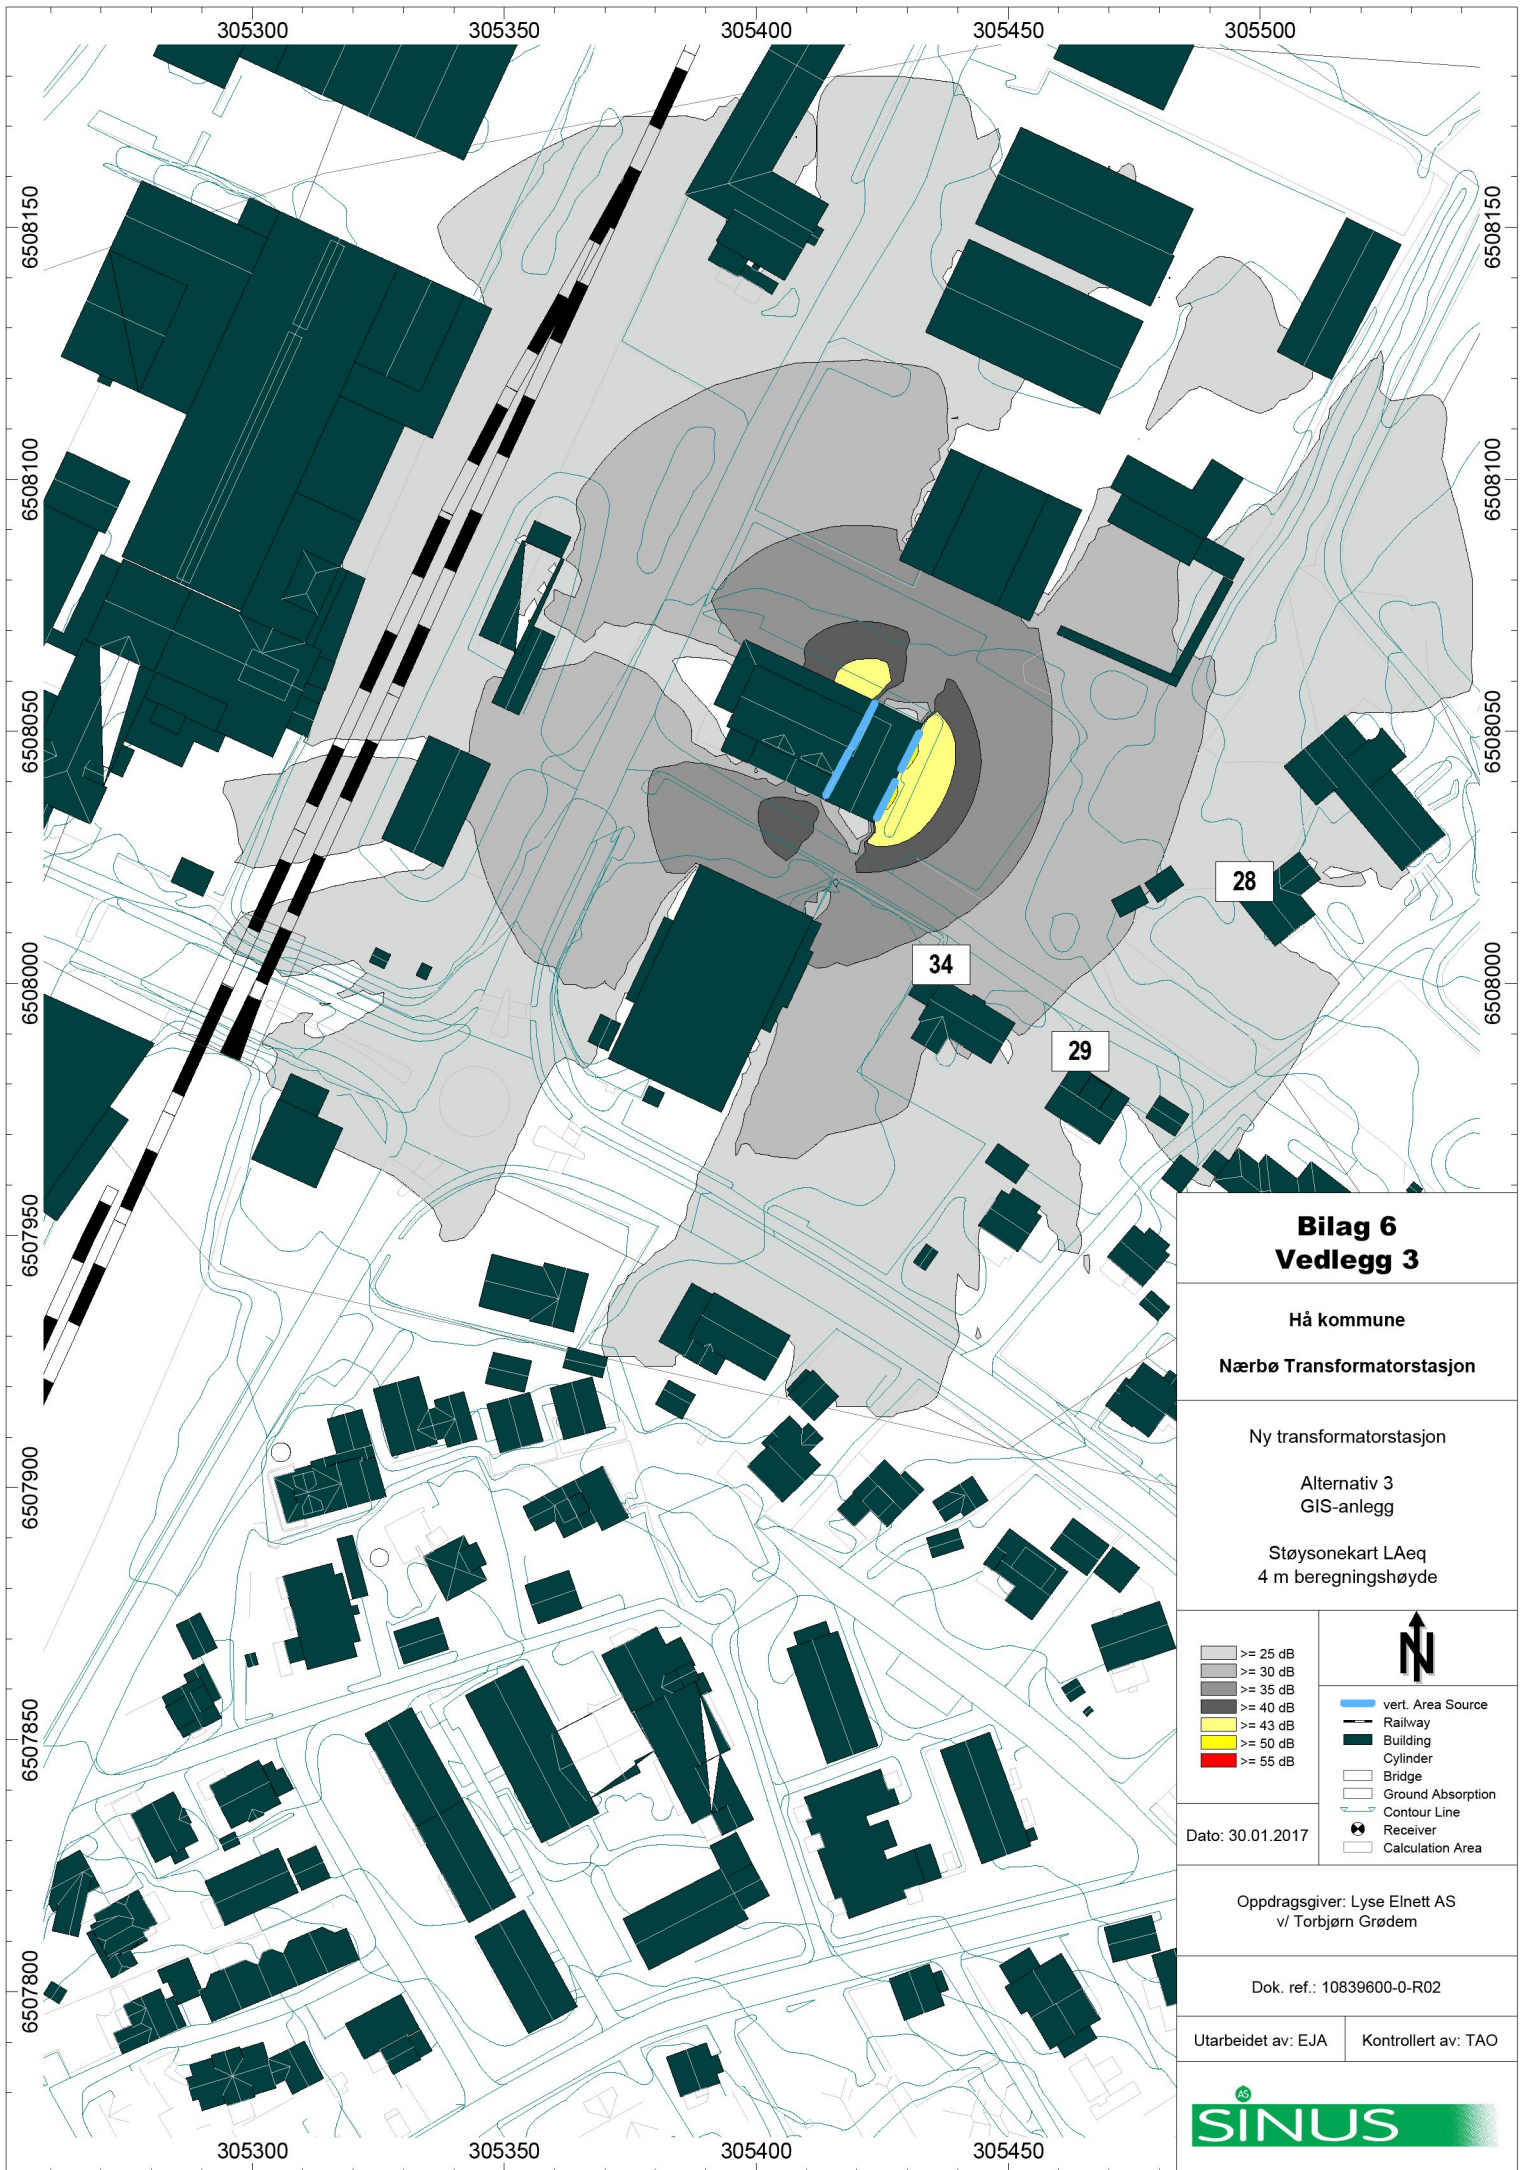 305300 305350 305400 305450 305500
6508150 6508150
6508100 6508100
6508050 6508050
28
34
6508000 6508000
29
6507950
6507900
6507850
6507800
Bilag 6
Vedlegg 3
Hå kommune
Nærbø Transformatorstasjon
Ny transformatorstasjon
Alternativ 3
GIS-anlegg
Støysonekart LAeq
4 m beregningshøyde
>= 25 dB
>= 30 dB
>= 35 dB
>= 40 dB
>= 43 dB
>= 50 dB
>= 55 dB
N
vert. Area Source
Railway
Building
Cylinder
Bridge
Ground Absorption
Contour Line
Receiver
Calculation Area
Dato: 30.01.2017
Oppdragsgiver: Lyse Elnett AS
v/ Torbjørn Grødem
Dok. ref.: 10839600-0-R02
Utarbeidet av: EJA Kontrollert av: TAO
AS
SINUS
305300 305350 305400 305450